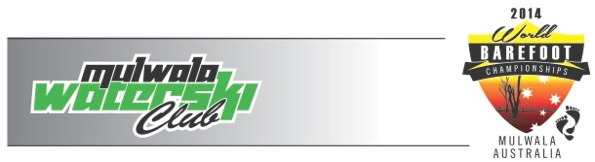 mulwala
waterski
Club
2014
World
BAREFOOT
CHAMPIONSHIPS
MULWALA
AUSTRALIA